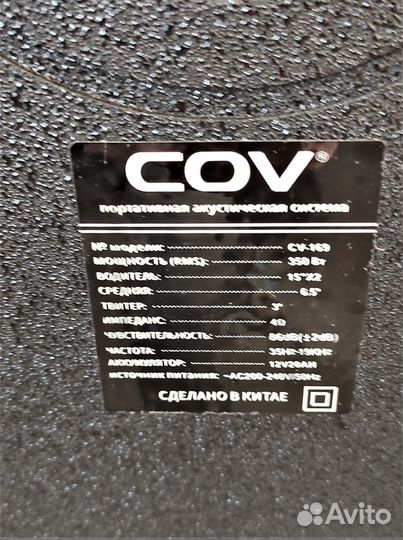 COV®
портативная акустическая система
№ модели: CV-169
МОЩНОСТЬ (RMS): 350 Вт
ВОДИТЕЛЬ: 15"X2
СРЕДНЯЯ: 6.5"
ТВИТЕР: 3"
ИМПЕДАНС: 4Ω
ЧУВСТВИТЕЛЬНОСТЬ: 86dB(±2dB)
ЧАСТОТА: 35HZ-19KHZ
АККУМУЛЯТОР: 12V20AH
источник питания: ~AC200-240V/50Hz
СДЕЛАНО В КИТАЕ
Avito